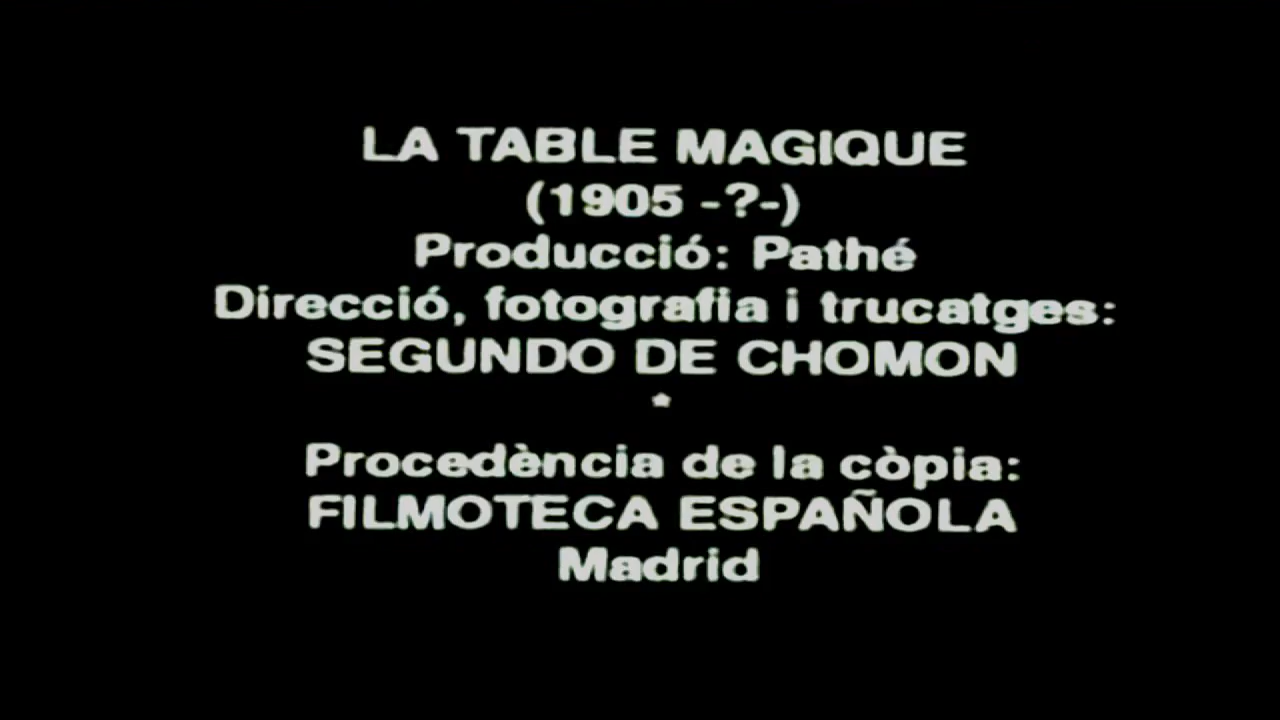 LA TABLE MAGIQUE
(1905 -?-)
Producció: Pathé
Direcció, fotografia i trucatges:
SEGUNDO DE CHOMON
*
Procedència de la còpia:
FILMOTECA ESPAÑOLA
Madrid